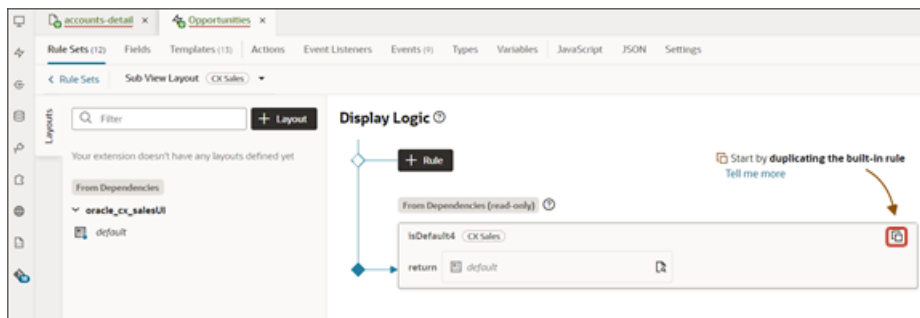 accounts-detail × Opportunities ×
Rule Sets (12) Fields Templates (13) Actions Event Listeners Events (9) Types Variables JavaScript JSON Settings
< Rule Sets Sub View Layout CX Sales
Layouts
Filter
+ Layout
Your extension doesn't have any layouts defined yet
From Dependencies
oracle_cx_salesUI
default
Display Logic ?
+ Rule
Start by duplicating the built-in rule
Tell me more
From Dependencies (read-only) ?
isDefault4 CX Sales
return default